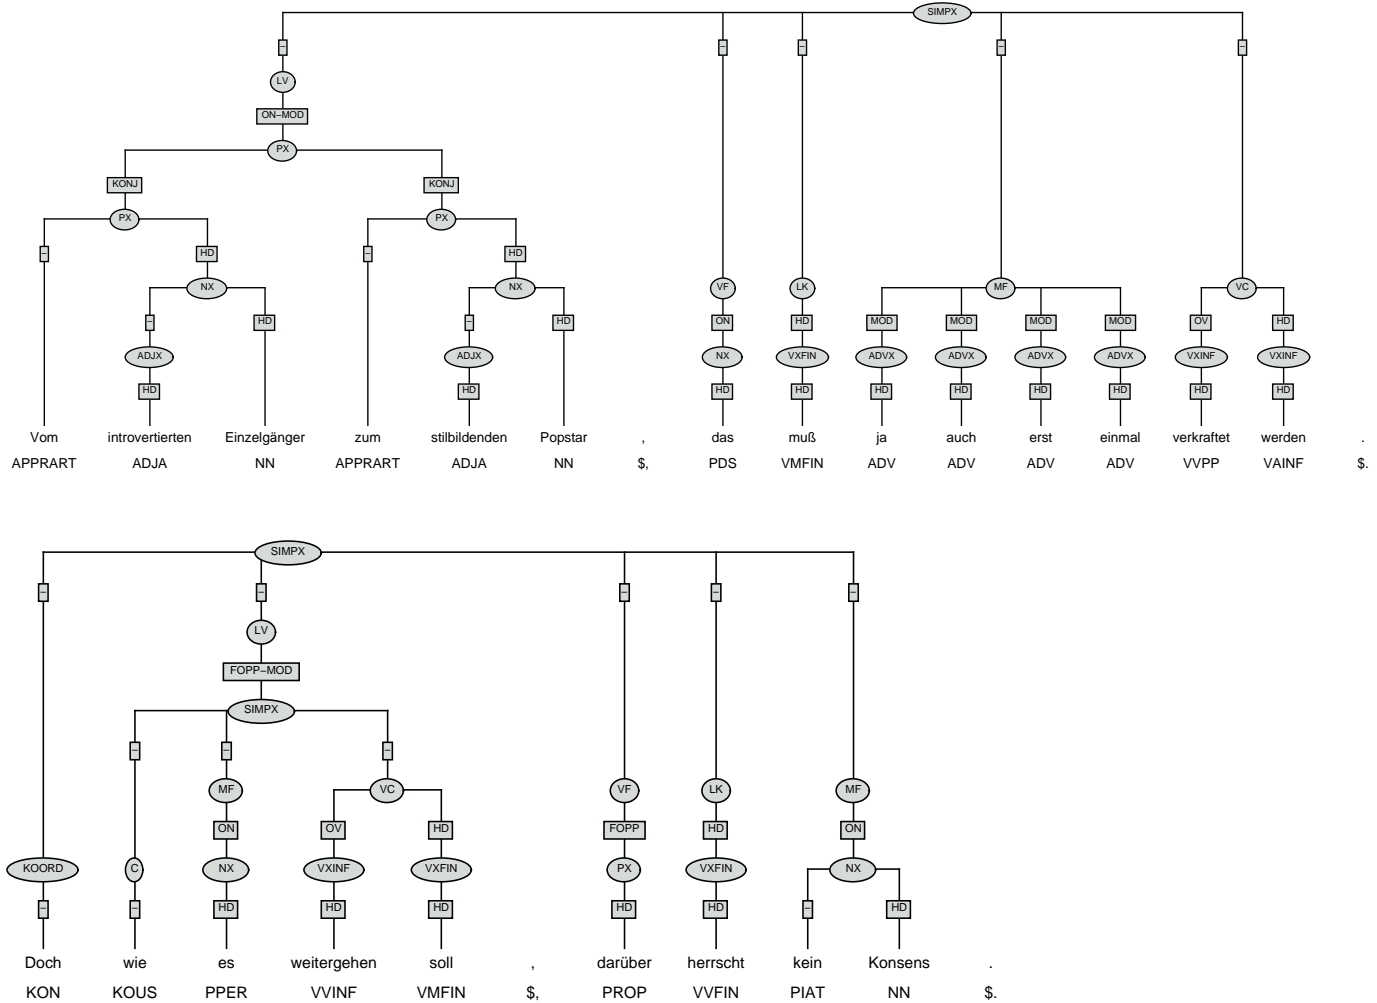 SIMPX
– – – – –
LV
ON–MOD
PX
KONJ KONJ
PX PX
– HD – HD
NX NX VF LK MF VC
– HD – HD ON HD MOD MOD MOD MOD OV HD
ADJX ADJX NX VXFIN ADVX ADVX ADVX ADVX VXINF VXINF
HD HD HD HD HD HD HD HD HD HD
Vom introvertierten Einzelgänger zum stilbildenden Popstar , das muß ja auch erst einmal verkraftet werden .
APPRART ADJA NN APPRART ADJA NN $, PDS VMFIN ADV ADV ADV ADV VVPP VAINF $.
SIMPX
– – – – –
LV
FOPP–MOD
SIMPX
– – –
MF VC VF LK MF
ON OV HD FOPP HD ON
KOORD C NX VXINF VXFIN PX VXFIN NX
– – HD HD HD HD HD – HD
Doch wie es weitergehen soll , darüber herrscht kein Konsens .
KON KOUS PPER VVINF VMFIN $, PROP VVFIN PIAT NN $.